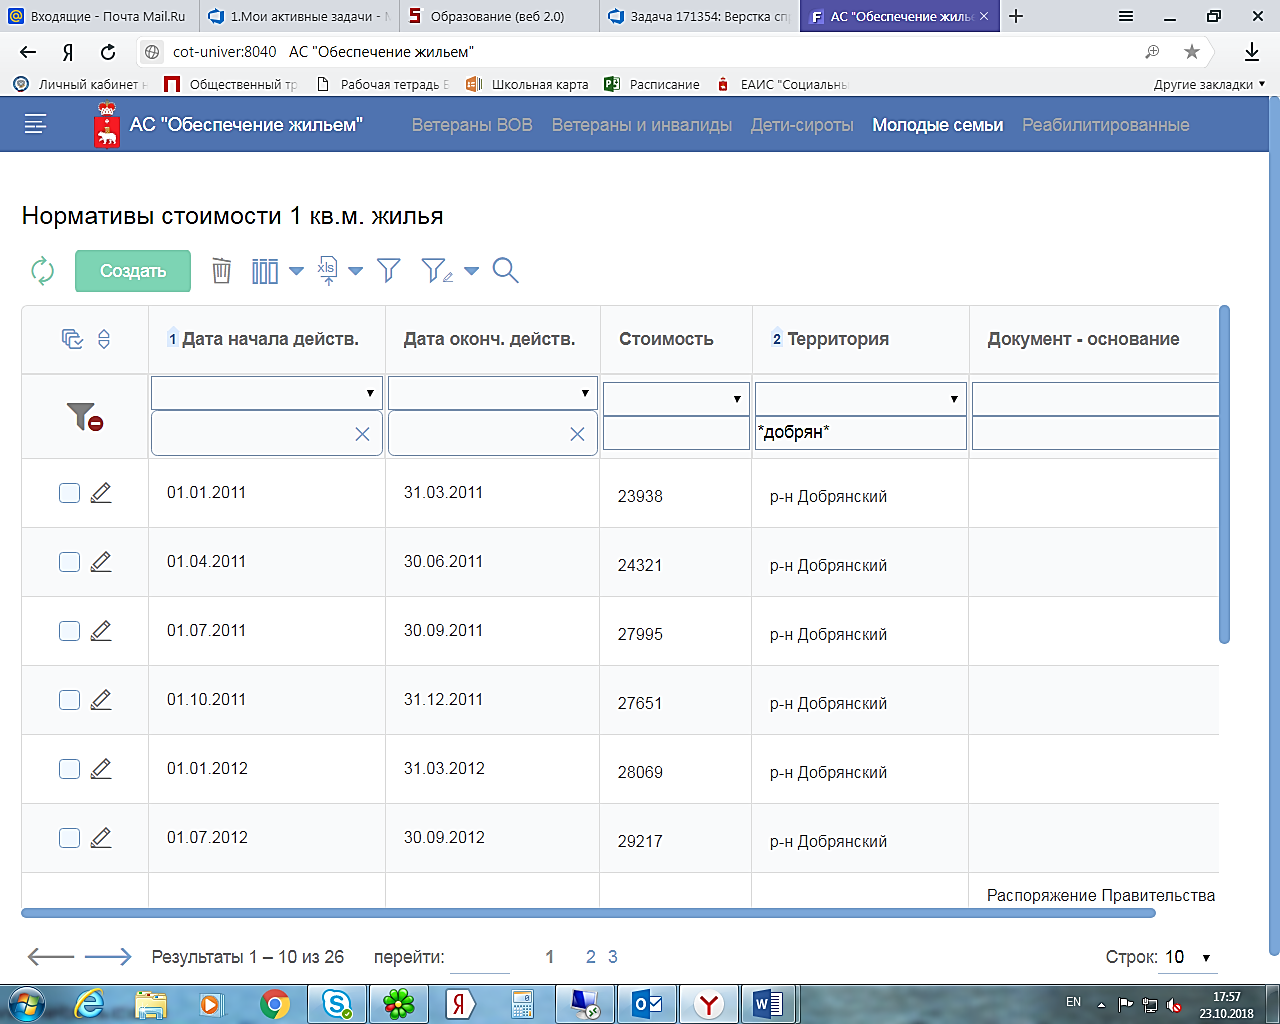 Входящие - Почта Mail.Ru
1.Мои активные задачи -
Образование (веб 2.0)
Задача 171354: Верстка сп
АС "Обеспечение жиль
Я
cot-univer:8040 АС "Обеспечение жильем"
Личный кабинет
Общественный тр
Рабочая тетрадь
Школьная карта
Расписание
ЕАИС "Социальн
Другие закладки
АС "Обеспечение жильем"
Ветераны ВОВ
Ветераны и инвалиды
Дети-сироты
Молодые семьи
Реабилитированные
Нормативы стоимости 1 кв.м. жилья
Создать
xls
1 Дата начала действ.
Дата оконч. действ.
Стоимость
2 Территория
Документ - основание
*добрян*
01.01.2011 31.03.2011 23938 р-н Добрянский
01.04.2011 30.06.2011 24321 р-н Добрянский
01.07.2011 30.09.2011 27995 р-н Добрянский
01.10.2011 31.12.2011 27651 р-н Добрянский
01.01.2012 31.03.2012 28069 р-н Добрянский
01.07.2012 30.09.2012 29217 р-н Добрянский
Распоряжение Правительства
Результаты 1 – 10 из 26 перейти: 1 2 3 Строк: 10
EN
17:57
23.10.2018